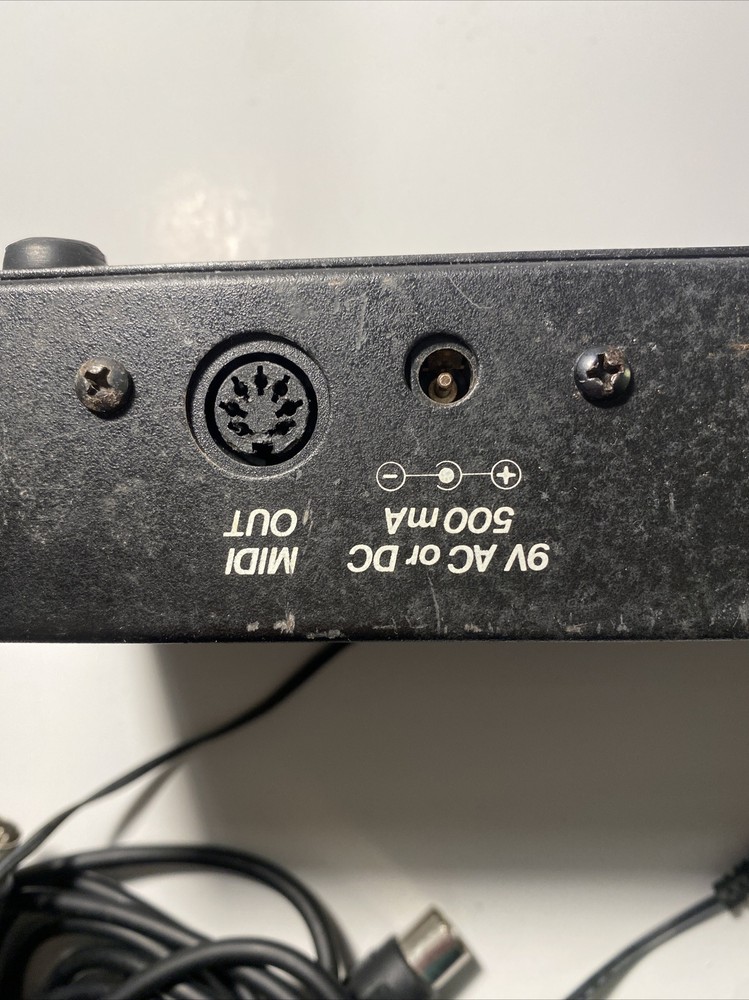 9V AC or DC
500 mA
MIDI
OUT